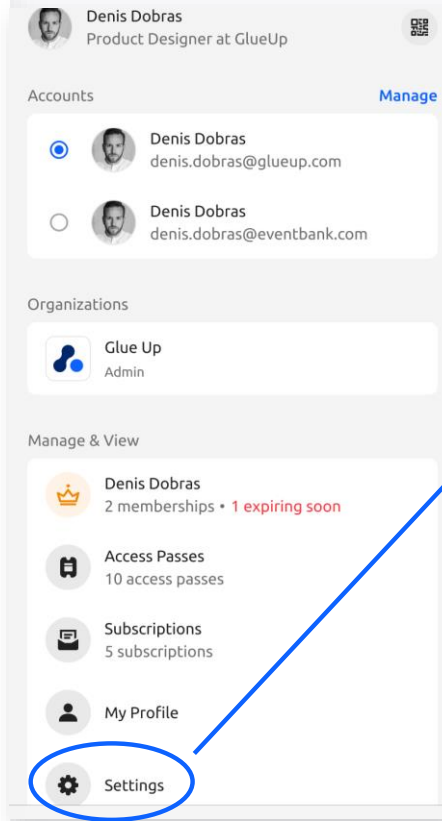 Denis Dobras
Product Designer at GlueUp
Accounts
Manage
Denis Dobras
denis.dobras@glueup.com
Denis Dobras
denis.dobras@eventbank.com
Organizations
Glue Up
Admin
Manage & View
Denis Dobras
2 memberships • 1 expiring soon
Access Passes
10 access passes
Subscriptions
5 subscriptions
My Profile
Settings